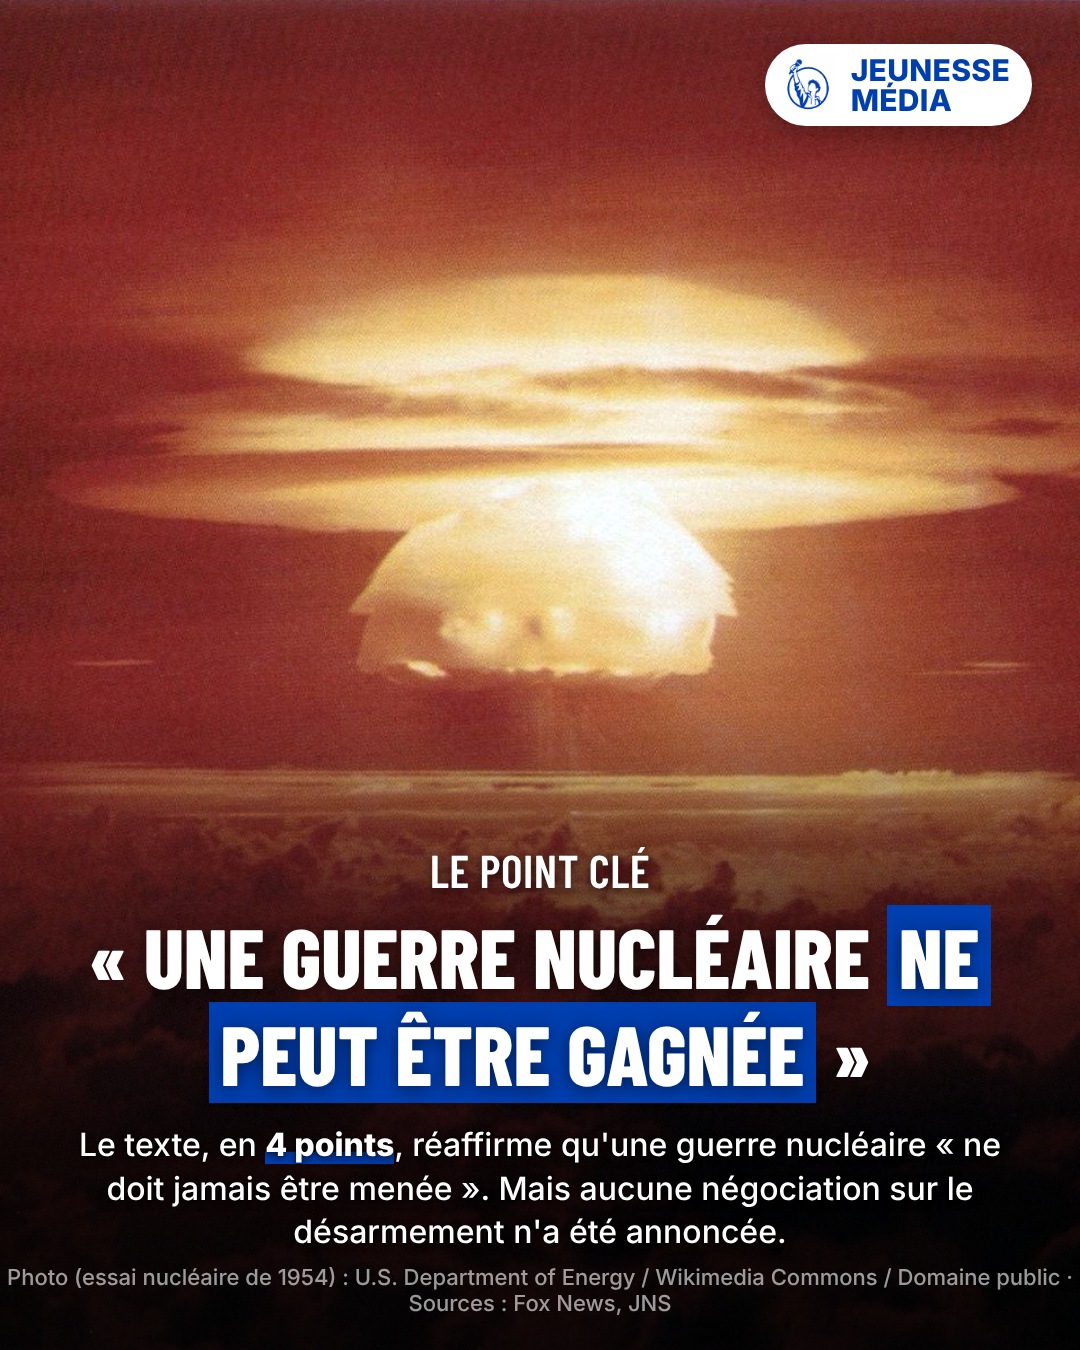 JEUNESSE
MÉDIA
LE POINT CLÉ
« UNE GUERRE NUCLÉAIRE NE
PEUT ÊTRE GAGNÉE »
Le texte, en 4 points, réaffirme qu'une guerre nucléaire « ne
doit jamais être menée ». Mais aucune négociation sur le
désarmement n'a été annoncée.
Photo (essai nucléaire de 1954) : U.S. Department of Energy / Wikimedia Commons / Domaine public ·
Sources : Fox News, JNS